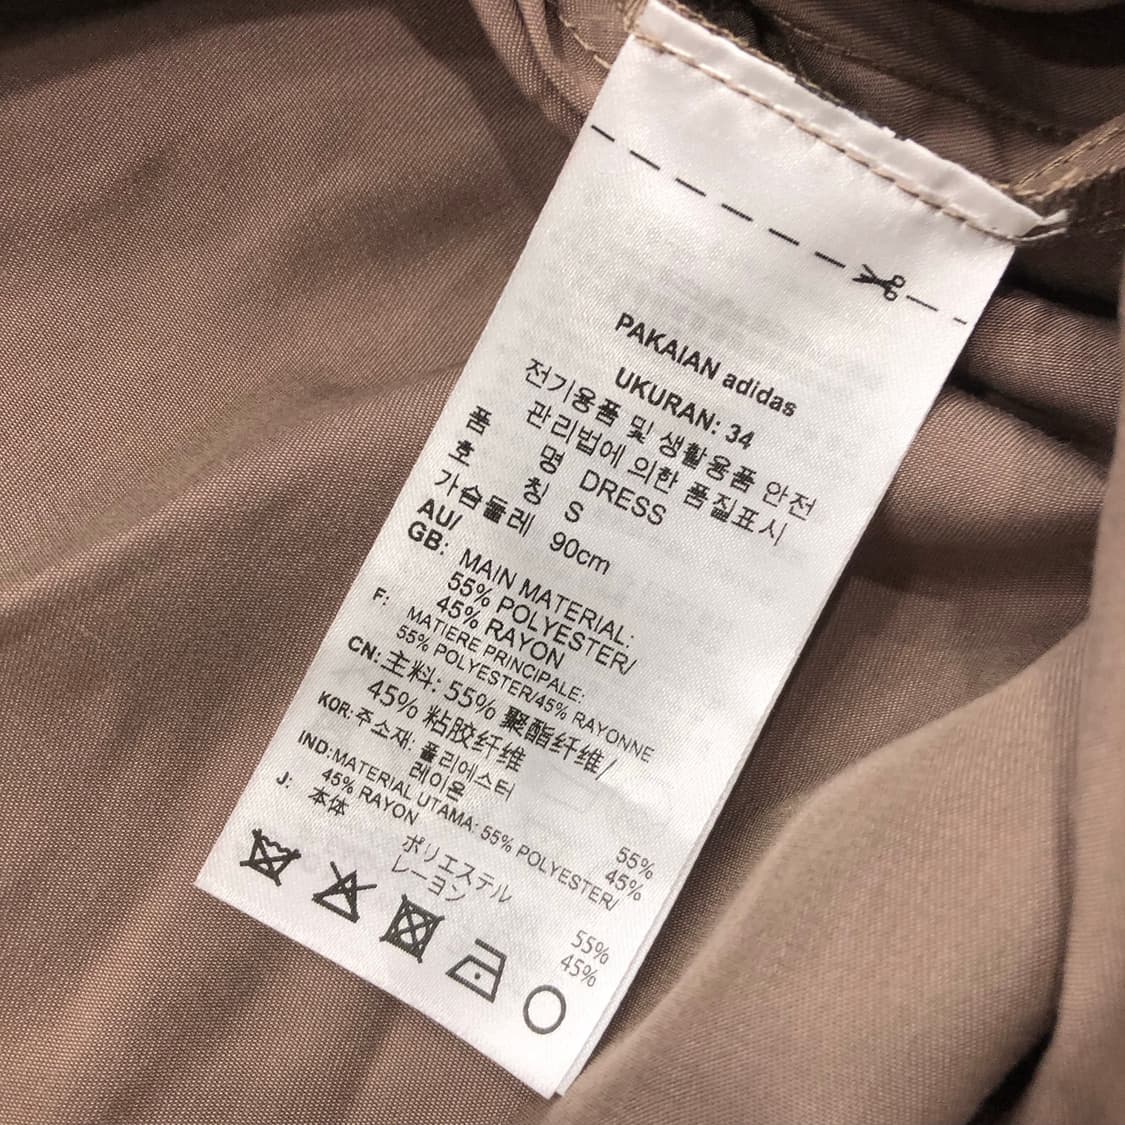 PAKAIAN adidas
UKURAN: 34
전기용품 및 생활용품 안전
관리법에 의한 품질표시
품 명 DRESS
호 칭 S
가슴둘레 90cm
AU/
GB: MAIN MATERIAL:
55% POLYESTER/
45% RAYON
F: MATIERE PRINCIPALE:
55% POLYESTER/45% RAYONNE
CN: 主料: 55% 聚酯纤维/
45% 粘胶纤维
KOR: 주소재: 폴리에스터 55%
레이온 45%
IND:MATERIAL UTAMA: 55% POLYESTER/
45% RAYON
J: 本体 ポリエステル 55%
レーヨン 45%